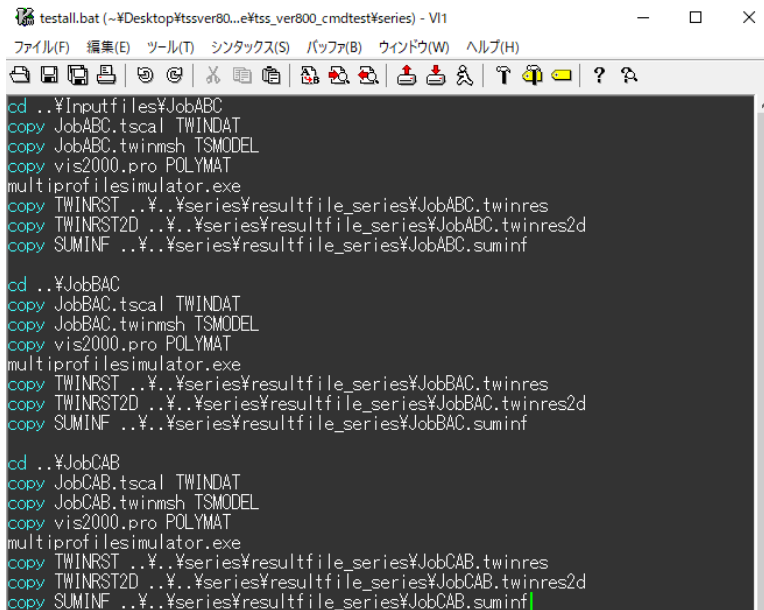 testall.bat (~¥Desktop¥tssver80...e¥tss_ver800_cmdtest¥series) - VI1
ファイル(F) 編集(E) ツール(T) シンタックス(S) バッファ(B) ウィンドウ(W) ヘルプ(H)
cd ..¥Inputfiles¥JobABC
copy JobABC.tscal TWINDAT
copy JobABC.twinmsh TSMODEL
copy vis2000.pro POLYMAT
multiprofilesimulator.exe
copy TWINRST ..¥..¥series¥resultfile_series¥JobABC.twinres
copy TWINRST2D ..¥..¥series¥resultfile_series¥JobABC.twinres2d
copy SUMINF ..¥..¥series¥resultfile_series¥JobABC.suminf
cd ..¥JobBAC
copy JobBAC.tscal TWINDAT
copy JobBAC.twinmsh TSMODEL
copy vis2000.pro POLYMAT
multiprofilesimulator.exe
copy TWINRST ..¥..¥series¥resultfile_series¥JobBAC.twinres
copy TWINRST2D ..¥..¥series¥resultfile_series¥JobBAC.twinres2d
copy SUMINF ..¥..¥series¥resultfile_series¥JobBAC.suminf
cd ..¥JobCAB
copy JobCAB.tscal TWINDAT
copy JobCAB.twinmsh TSMODEL
copy vis2000.pro POLYMAT
multiprofilesimulator.exe
copy TWINRST ..¥..¥series¥resultfile_series¥JobCAB.twinres
copy TWINRST2D ..¥..¥series¥resultfile_series¥JobCAB.twinres2d
copy SUMINF ..¥..¥series¥resultfile_series¥JobCAB.suminf